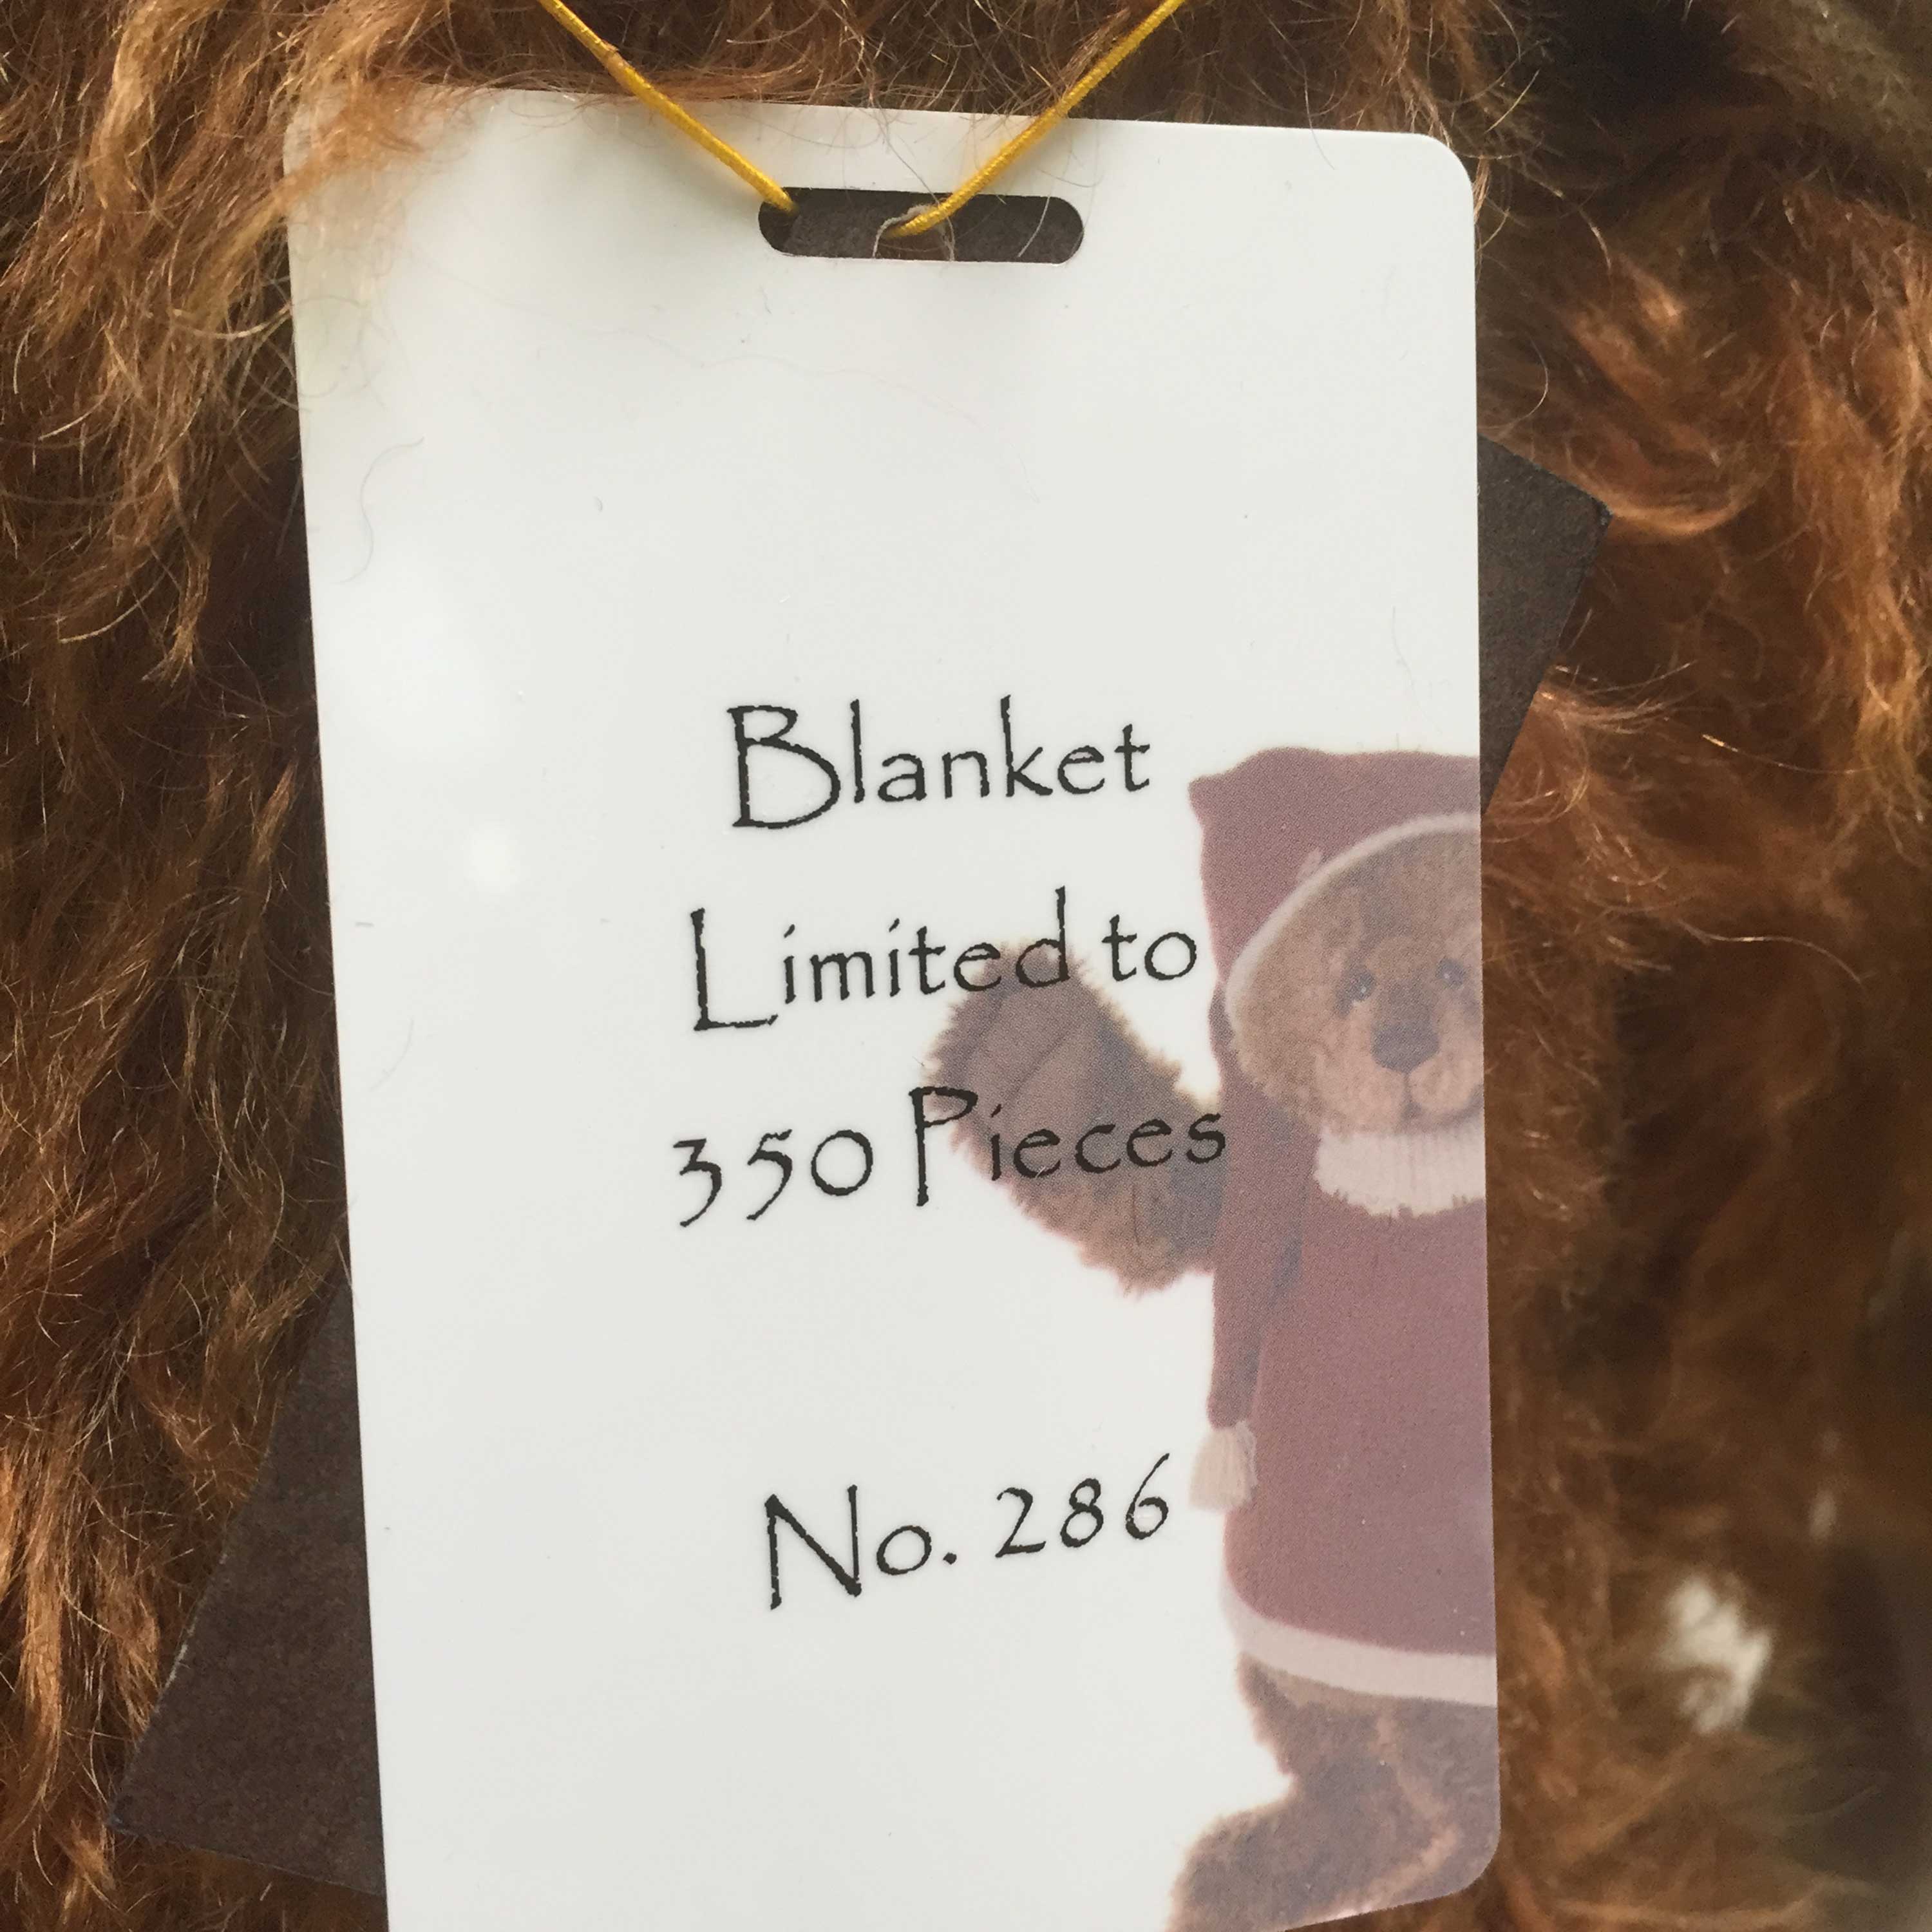 Blanket
Limited to
350 Pieces
No. 286